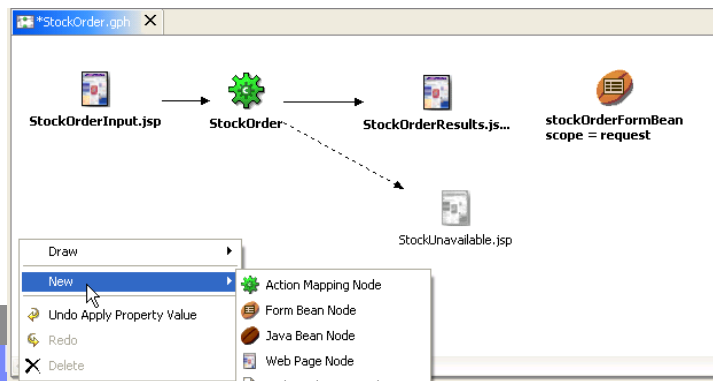 *StockOrder.gph
StockOrderInput.jsp
StockOrder
StockOrderResults.js...
stockOrderFormBean
scope = request
StockUnavailable.jsp
Draw
New
Undo Apply Property Value
Redo
Delete
Action Mapping Node
Form Bean Node
Java Bean Node
Web Page Node